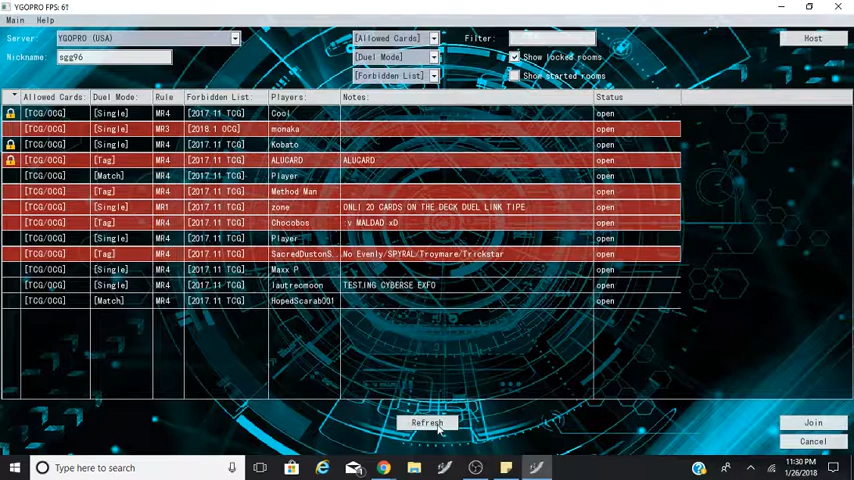 YGOPRO FPS: 61
Main Help
Server: YGOPRO (USA) [Allowed Cards] Filter: Host
Nickname: sgg96 [Duel Mode] Show locked rooms
[Forbidden List] Show started rooms
Allowed Cards: Duel Mode: Rule Forbidden List: Players: Notes: Status
[TCG/OCG] [Single] MR4 [2017.11 TCG] Cool open
[TCG/OCG] [Single] MR3 [2018.1 OCG] monaka open
[TCG/OCG] [Single] MR4 [2017.11 TCG] Kobato open
[TCG/OCG] [Tag] MR4 [2017.11 TCG] ALUCARD ALUCARD open
[TCG/OCG] [Match] MR4 [2017.11 TCG] Player open
[TCG/OCG] [Tag] MR4 [2017.11 TCG] Method Man open
[TCG/OCG] [Single] MR1 [2017.11 TCG] zone ONLI 20 CARDS ON THE DECK DUEL LINK TIPE open
[TCG/OCG] [Tag] MR4 [2017.11 TCG] Chocobos :v MALDAD xD open
[TCG/OCG] [Single] MR4 [2017.11 TCG] Player open
[TCG/OCG] [Tag] MR4 [2017.11 TCG] SacredDustonS... No Evenly/SPYRAL/Troymare/Trickstar open
[TCG/OCG] [Single] MR4 [2017.11 TCG] Maxx P open
[TCG/OCG] [Single] MR4 [2017.11 TCG] lautreomoon TESTING CYBERSE EXFO open
[TCG/OCG] [Match] MR4 [2017.11 TCG] HopedScarab001 open
Refresh Join
Cancel
Type here to search 11:30 PM
1/26/2018